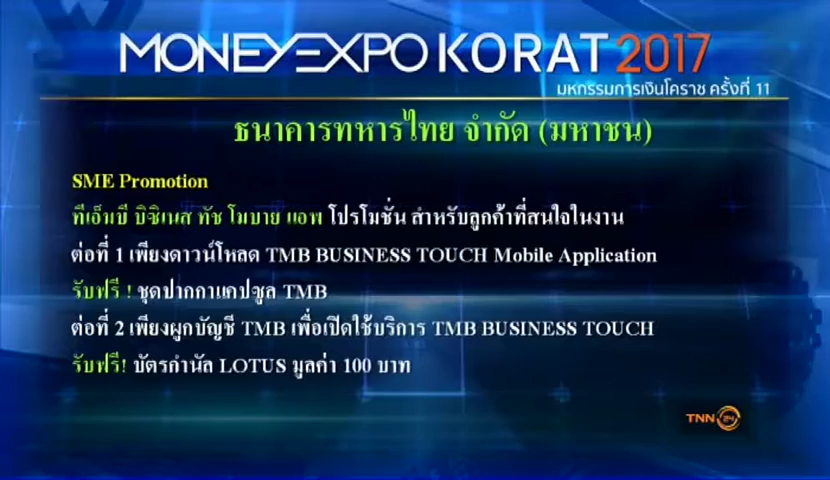 MONEY EXPO KORAT 2017
มหกรรมการเงินโคราช ครั้งที่ 11
ธนาคารทหารไทย จำกัด (มหาชน)
SME Promotion
ทีเอ็มบี บิซิเนส ทัช โมบาย แอพ โปรโมชั่น สำหรับลูกค้าที่สนใจในงาน
ต่อที่ 1 เพียงดาวน์โหลด TMB BUSINESS TOUCH Mobile Application
รับฟรี ! ชุดปากกาแคปซูล TMB
ต่อที่ 2 เพียงผูกบัญชี TMB เพื่อเปิดใช้บริการ TMB BUSINESS TOUCH
รับฟรี! บัตรกำนัล LOTUS มูลค่า 100 บาท
TNN 24